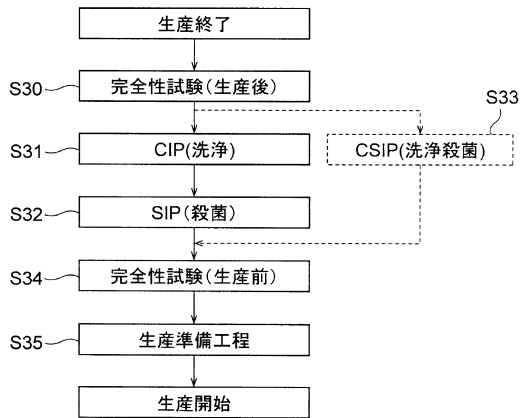 生産終了
S30
完全性試験(生産後)
S33
S31
CIP(洗浄)
CSIP(洗浄殺菌)
S32
SIP(殺菌)
S34
完全性試験(生産前)
S35
生産準備工程
生産開始